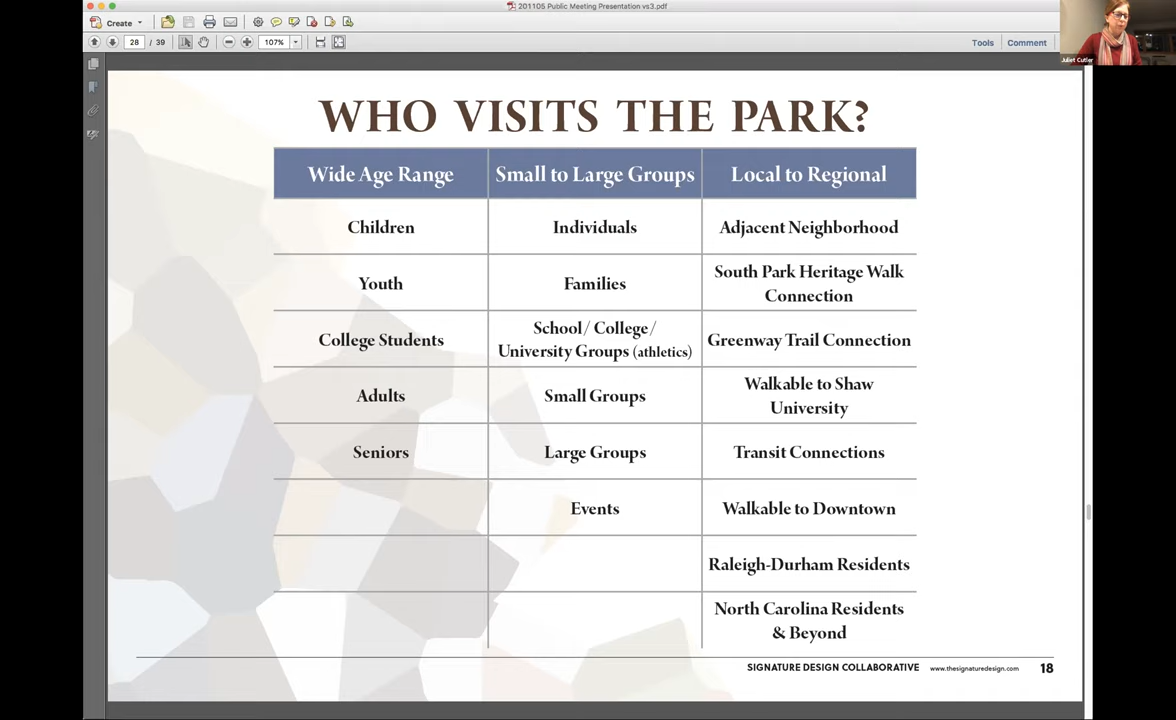 201105 Public Meeting Presentation vs3.pdf
Create
28 / 39
107%
Tools
Comment
Juliet Cutler
WHO VISITS THE PARK?
Wide Age Range
Small to Large Groups
Local to Regional
Children
Individuals
Adjacent Neighborhood
Youth
Families
South Park Heritage Walk
Connection
College Students
School/ College/
University Groups (athletics)
Greenway Trail Connection
Adults
Small Groups
Walkable to Shaw
University
Seniors
Large Groups
Transit Connections
Events
Walkable to Downtown
Raleigh-Durham Residents
North Carolina Residents
& Beyond
SIGNATURE DESIGN COLLABORATIVE www.thesignaturedesign.com 18